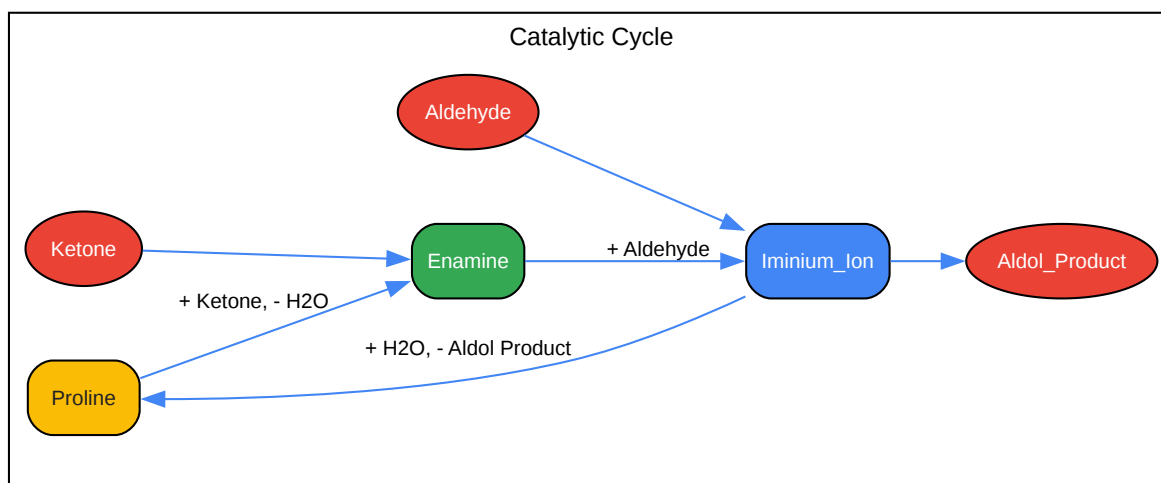 Catalytic Cycle
Aldehyde
Ketone
Enamine
+ Aldehyde
Iminium_Ion
Aldol_Product
+ Ketone, - H2O
+ H2O, - Aldol Product
Proline